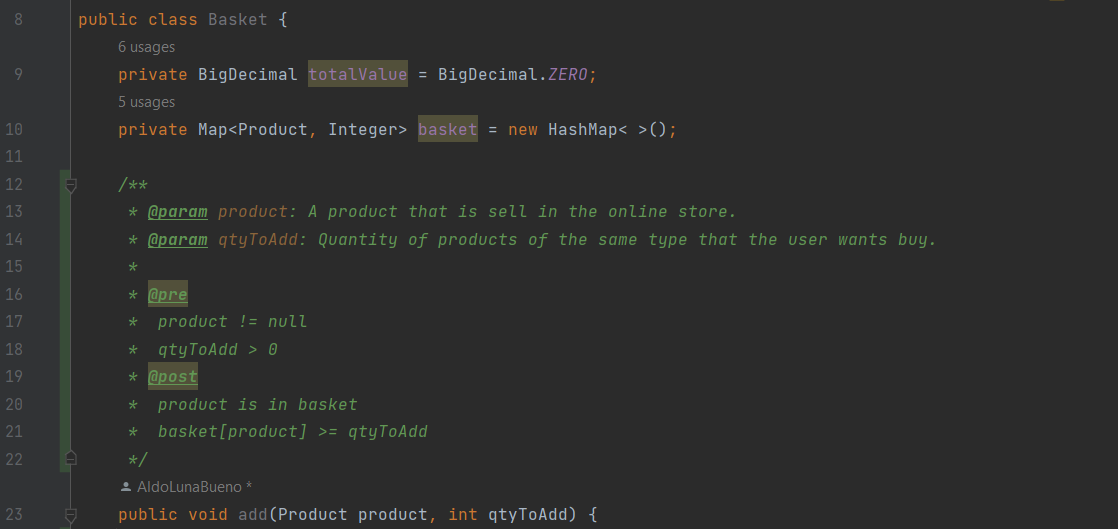 8 public class Basket {
6 usages
9 private BigDecimal totalValue = BigDecimal.ZERO;
5 usages
10 private Map<Product, Integer> basket = new HashMap< >();
11
12 /**
13 * @param product: A product that is sell in the online store.
14 * @param qtyToAdd: Quantity of products of the same type that the user wants buy.
15 *
16 * @pre
17 * product != null
18 * qtyToAdd > 0
19 * @post
20 * product is in basket
21 * basket[product] >= qtyToAdd
22 */
AldoLunaBueno *
23 public void add(Product product, int qtyToAdd) {